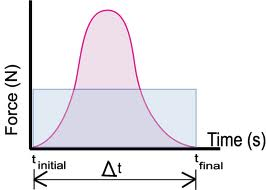 Force (N)
Time (s)
t initial
Δt
t final